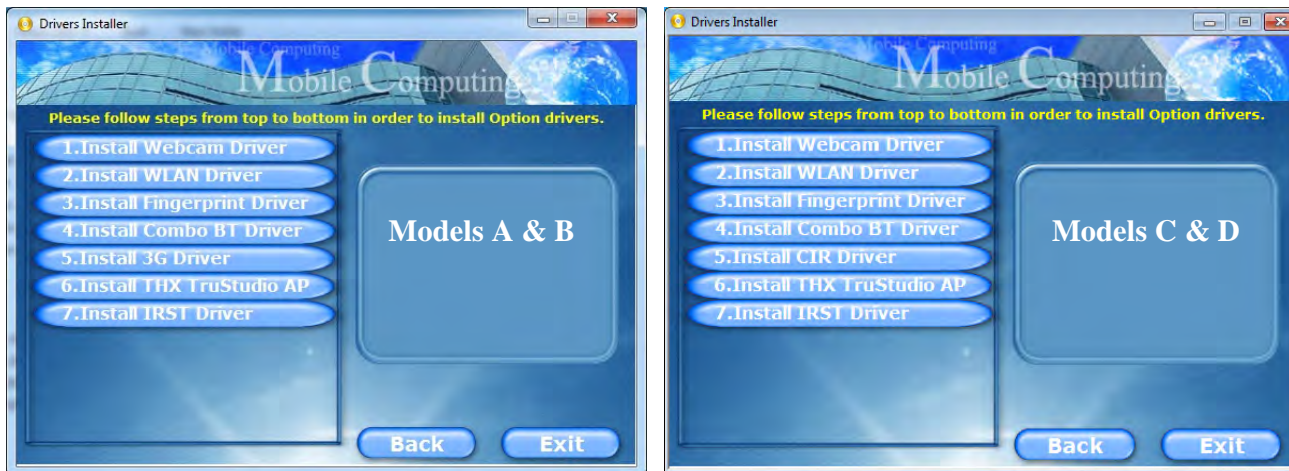 Drivers Installer
Mobile Computing
Mobile Computing
Please follow steps from top to bottom in order to install Option drivers.
1.Install Webcam Driver
2.Install WLAN Driver
3.Install Fingerprint Driver
4.Install Combo BT Driver
5.Install 3G Driver
6.Install THX TruStudio AP
7.Install IRST Driver
Models A & B
Back
Exit
Drivers Installer
Mobile Computing
Mobile Computing
Please follow steps from top to bottom in order to install Option drivers.
1.Install Webcam Driver
2.Install WLAN Driver
3.Install Fingerprint Driver
4.Install Combo BT Driver
5.Install CIR Driver
6.Install THX TruStudio AP
7.Install IRST Driver
Models C & D
Back
Exit